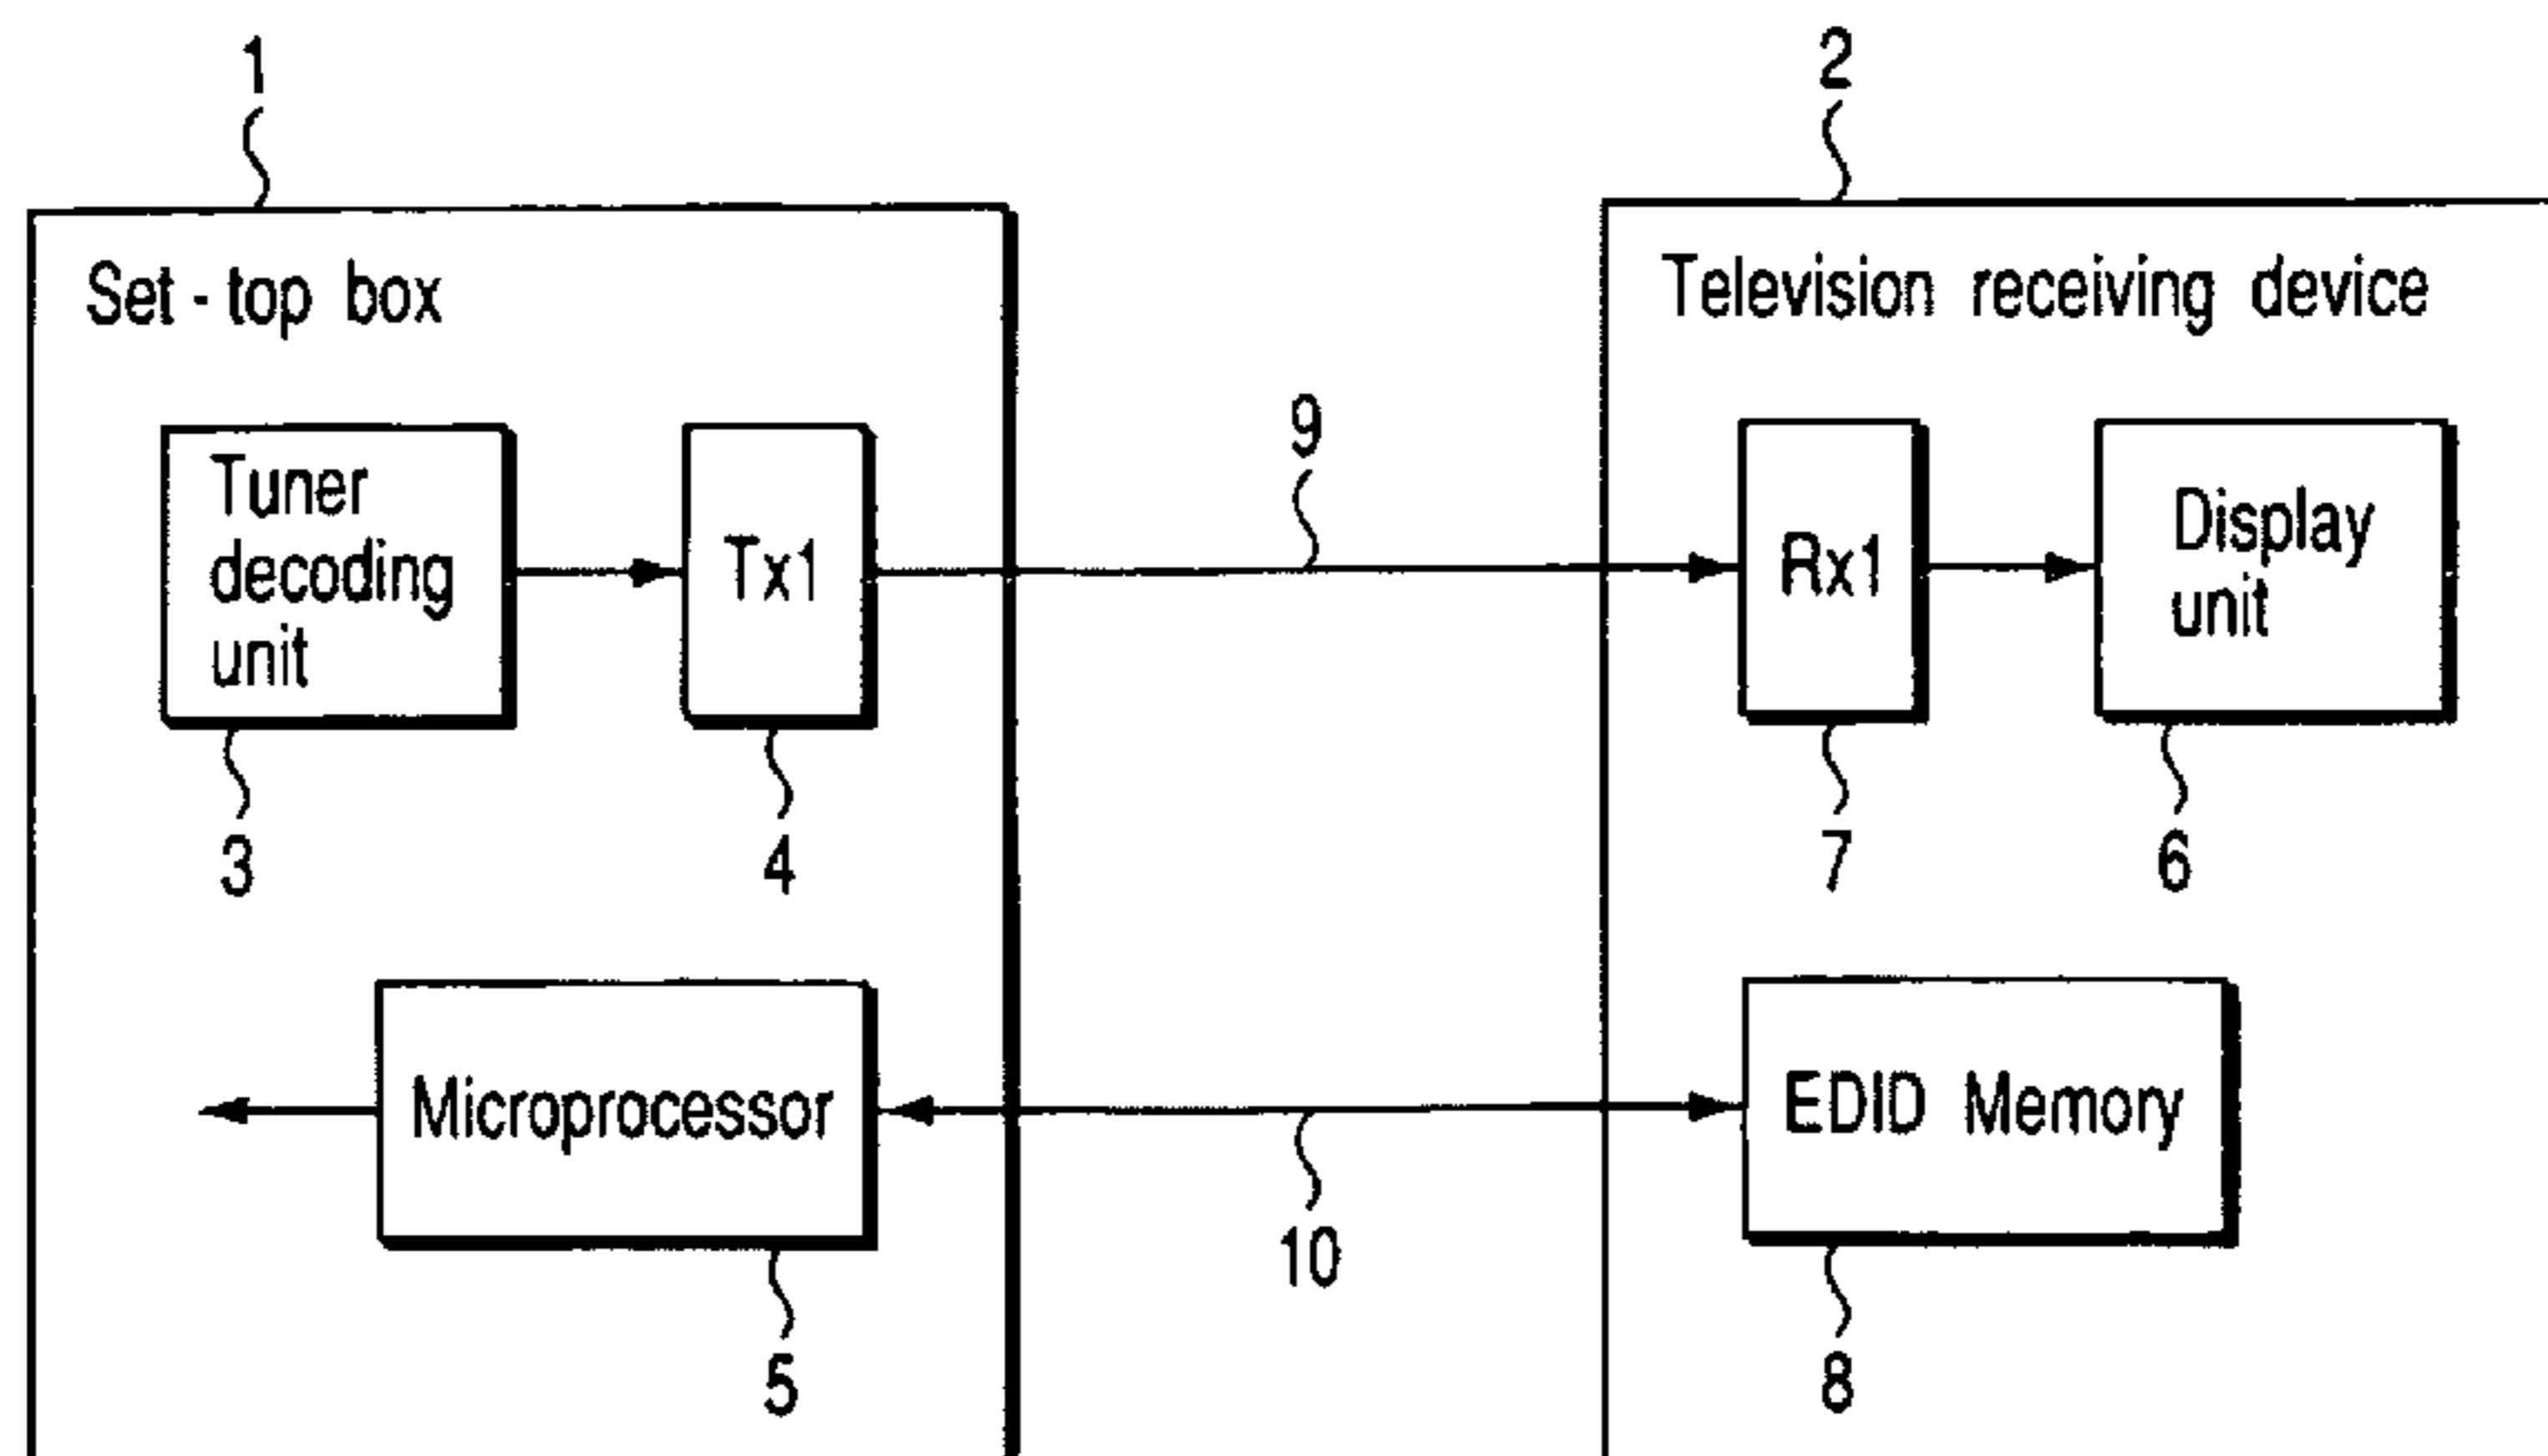 1
2
Set - top box
Television receiving device
Tuner
decoding
unit
Tx1
9
Rx1
Display
unit
3
4
7
6
Microprocessor
EDID Memory
10
5
8